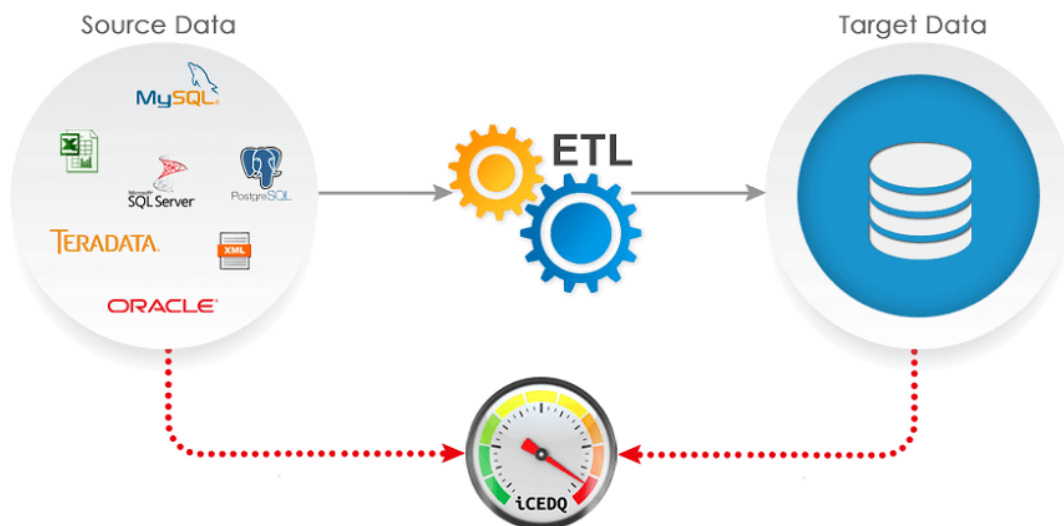 Source Data
Target Data
MySQL®
X
Microsoft
SQL Server
PostgreSQL
TERADATA.
XML
ORACLE®
ETL
iCEDQ